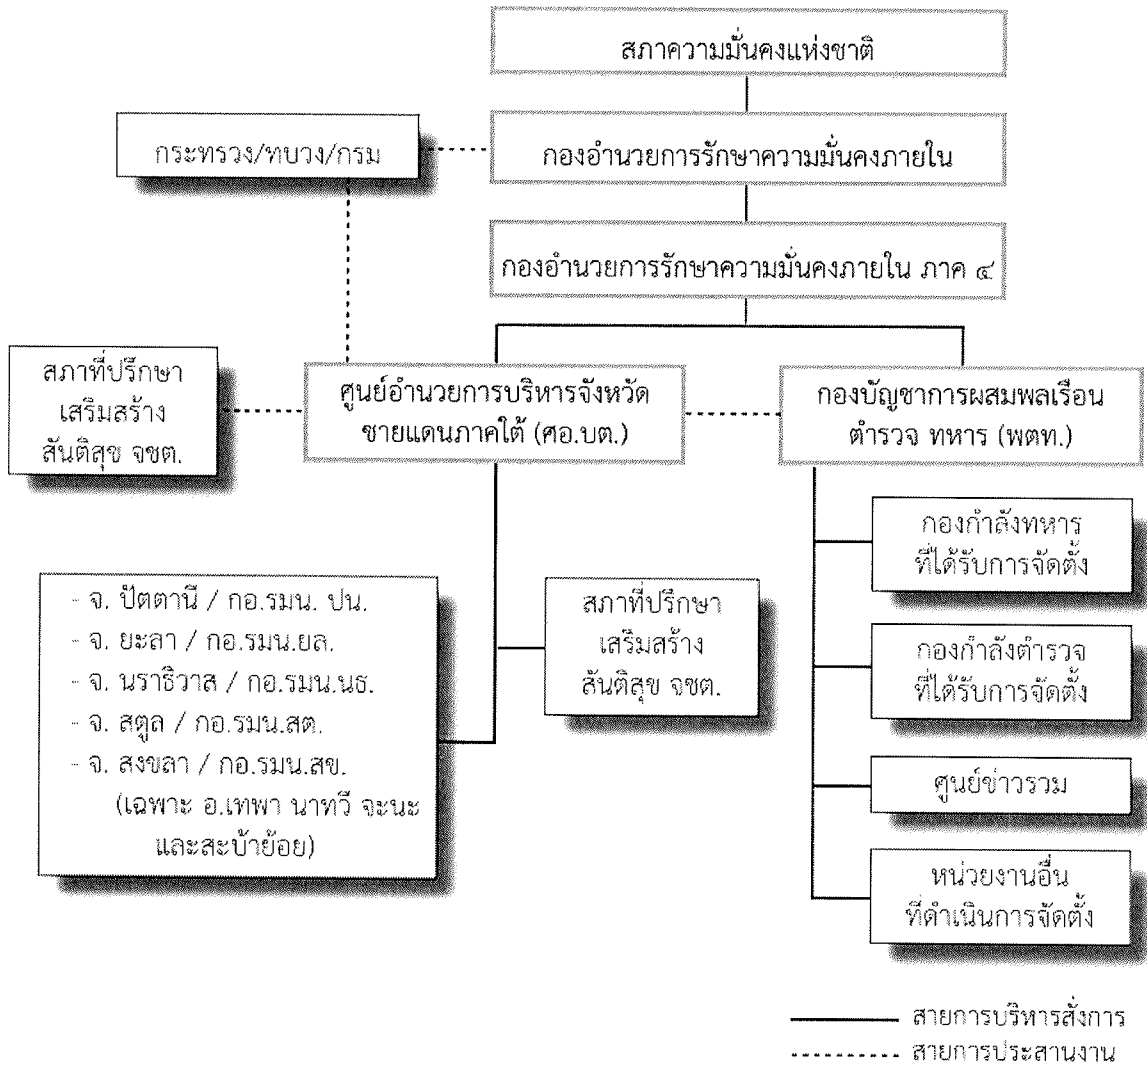 สภาความมั่นคงแห่งชาติ
กระทรวง/ทบวง/กรม
กองอำนวยการรักษาความมั่นคงภายใน
กองอำนวยการรักษาความมั่นคงภายใน ภาค ๔
สภาที่ปรึกษา
เสริมสร้าง
สันติสุข จชต.
ศูนย์อำนวยการบริหารจังหวัด
ชายแดนภาคใต้ (ศอ.บต.)
กองบัญชาการผสมพลเรือน
ตำรวจ ทหาร (พตท.)
- จ. ปัตตานี / กอ.รมน. ปน.
- จ. ยะลา / กอ.รมน.ยล.
- จ. นราธิวาส / กอ.รมน.นธ.
- จ. สตูล / กอ.รมน.สต.
- จ. สงขลา / กอ.รมน.สข.
(เฉพาะ อ.เทพา นาทวี จะนะ
และสะบ้าย้อย)
สภาที่ปรึกษา
เสริมสร้าง
สันติสุข จชต.
กองกำลังทหาร
ที่ได้รับการจัดตั้ง
กองกำลังตำรวจ
ที่ได้รับการจัดตั้ง
ศูนย์ข่าวรวม
หน่วยงานอื่น
ที่ดำเนินการจัดตั้ง
สายการบริหารสั่งการ
สายการประสานงาน